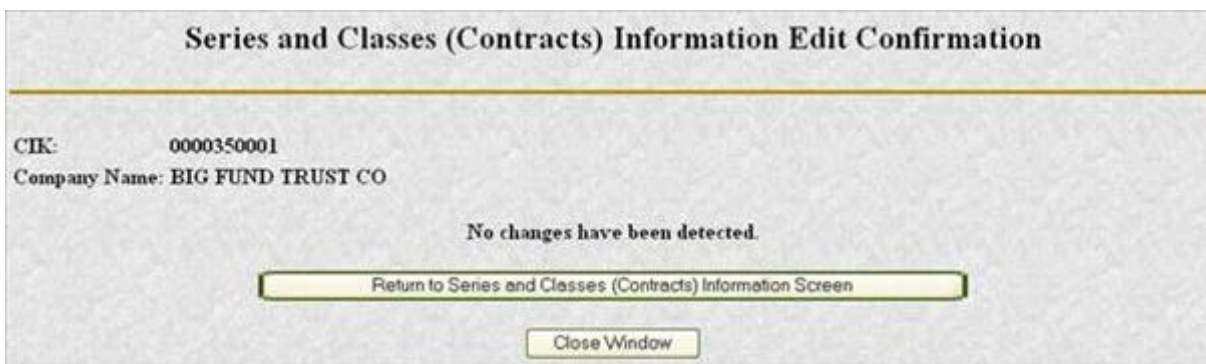 Series and Classes (Contracts) Information Edit Confirmation
CIK: 0000350001
Company Name: BIG FUND TRUST CO
No changes have been detected.
Return to Series and Classes (Contracts) Information Screen
Close Window